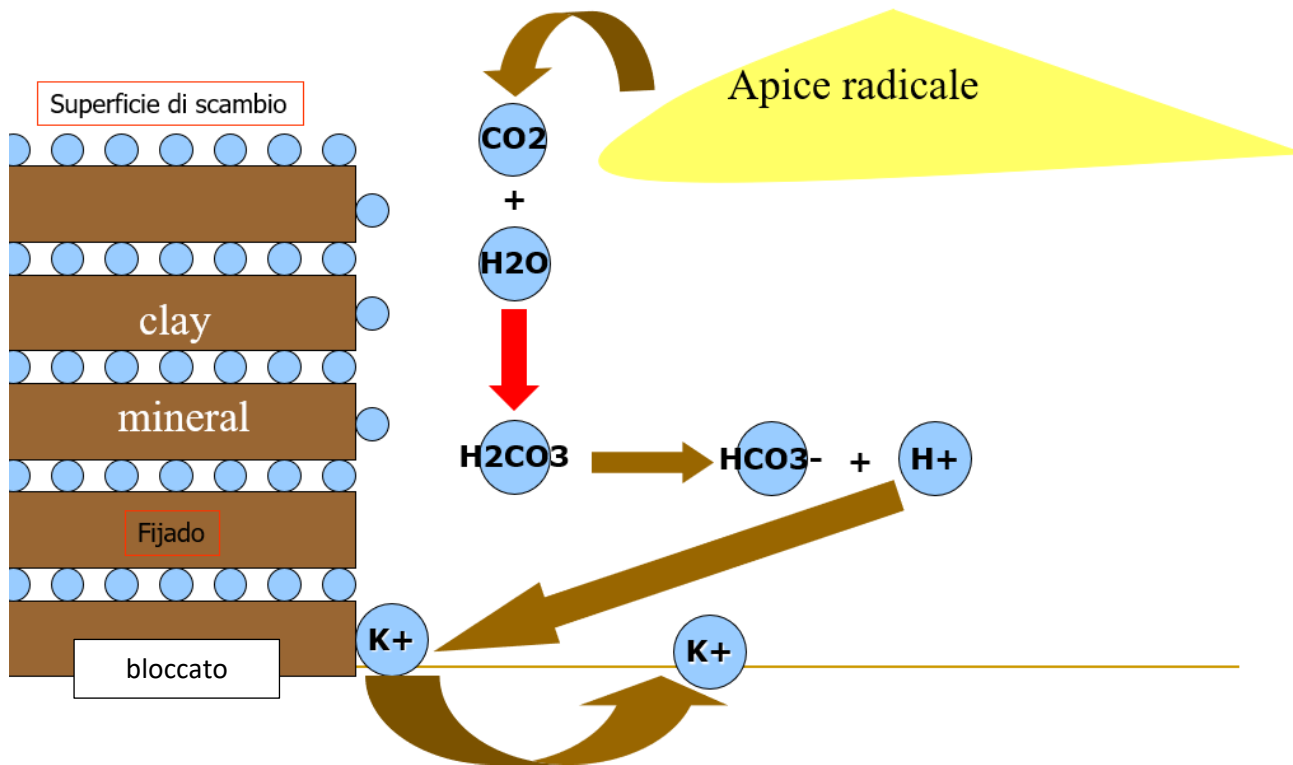 Apice radicale
Superficie di scambio
CO2
+
H2O
clay
mineral
H2CO3
HCO3-
+
H+
Fijado
K+
K+
bloccato